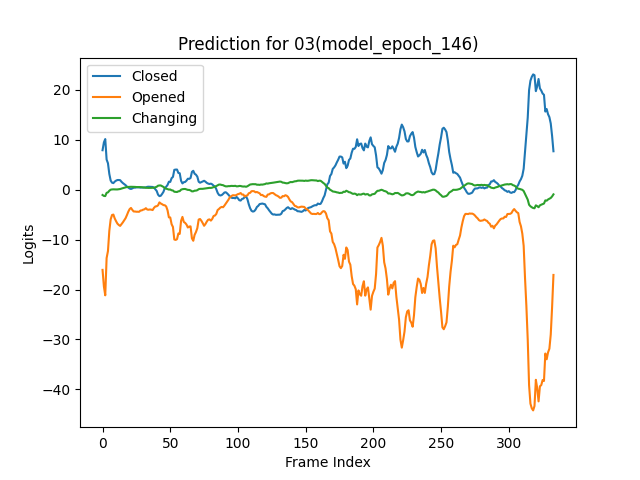 Prediction for 03(model_epoch_146)
Closed
Opened
Changing
Logits
20
10
0
−10
−20
−30
−40
0 50 100 150 200 250 300
Frame Index